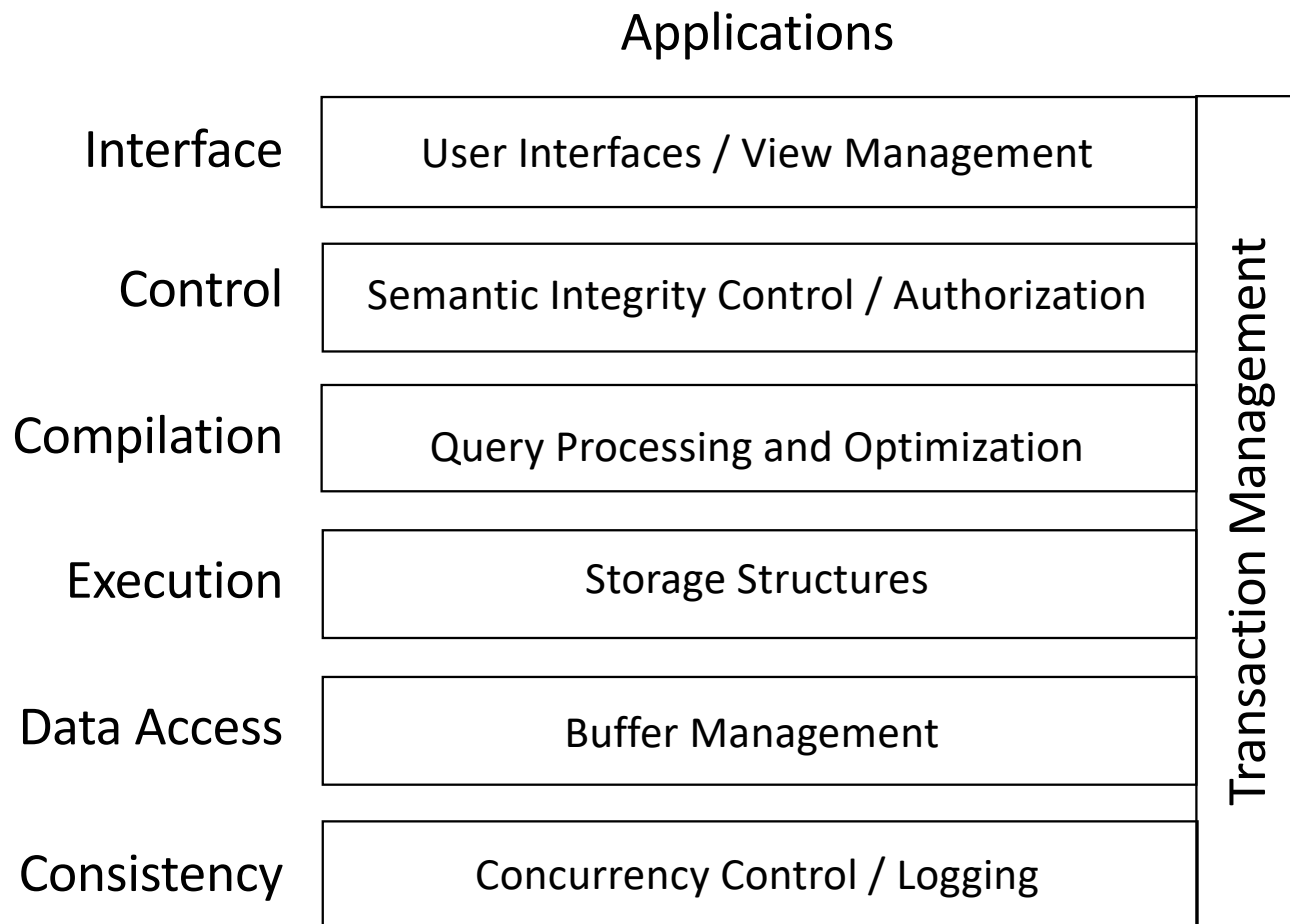 Applications
Interface
User Interfaces / View Management
Control
Semantic Integrity Control / Authorization
Compilation
Query Processing and Optimization
Execution
Storage Structures
Data Access
Buffer Management
Consistency
Concurrency Control / Logging
Transaction Management